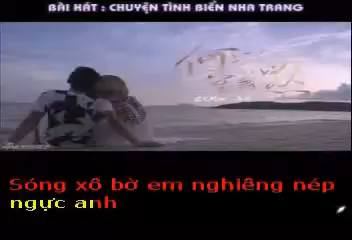 BÀI HÁT : CHUYỆN TÌNH BIỂN NHA TRANG
Sóng xô bờ em nghiêng nép
ngực anh